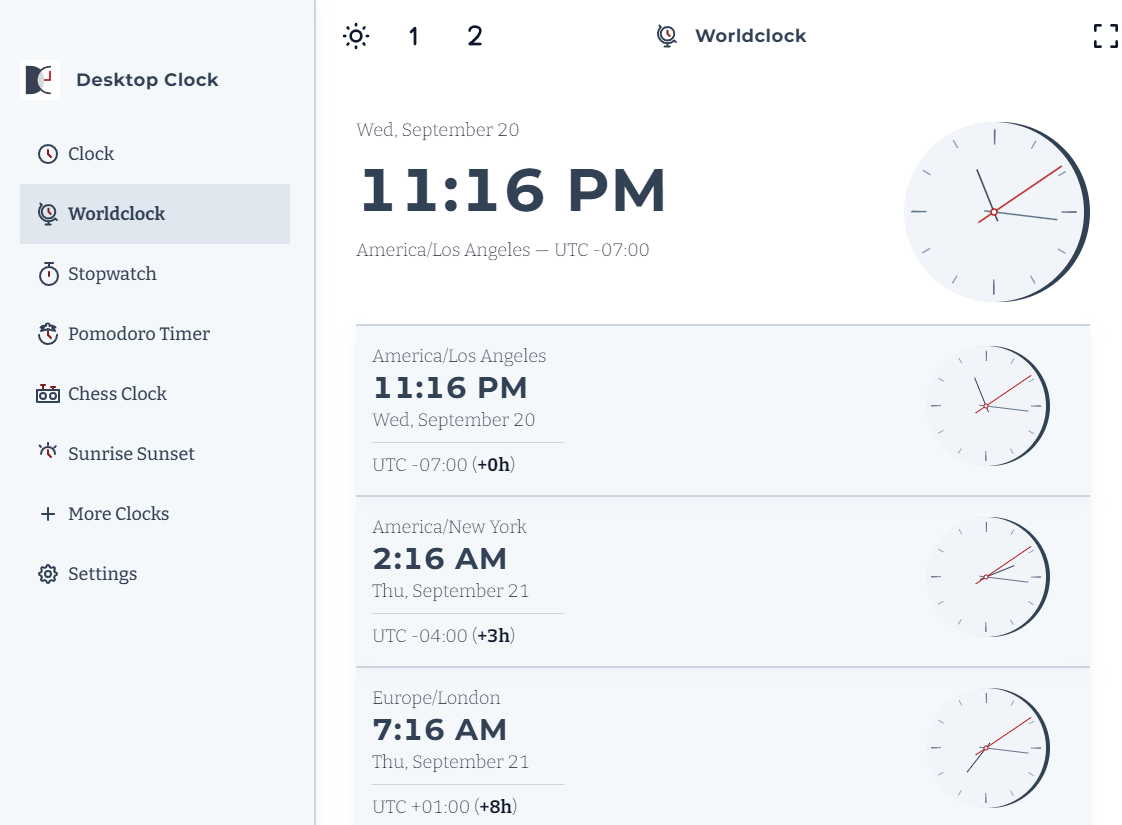 Desktop Clock
Clock
Worldclock
Stopwatch
Pomodoro Timer
Chess Clock
Sunrise Sunset
More Clocks
Settings
1 2 Worldclock
Wed, September 20
11:16 PM
America/Los Angeles — UTC -07:00
America/Los Angeles
11:16 PM
Wed, September 20
UTC -07:00 (+0h)
America/New York
2:16 AM
Thu, September 21
UTC -04:00 (+3h)
Europe/London
7:16 AM
Thu, September 21
UTC +01:00 (+8h)